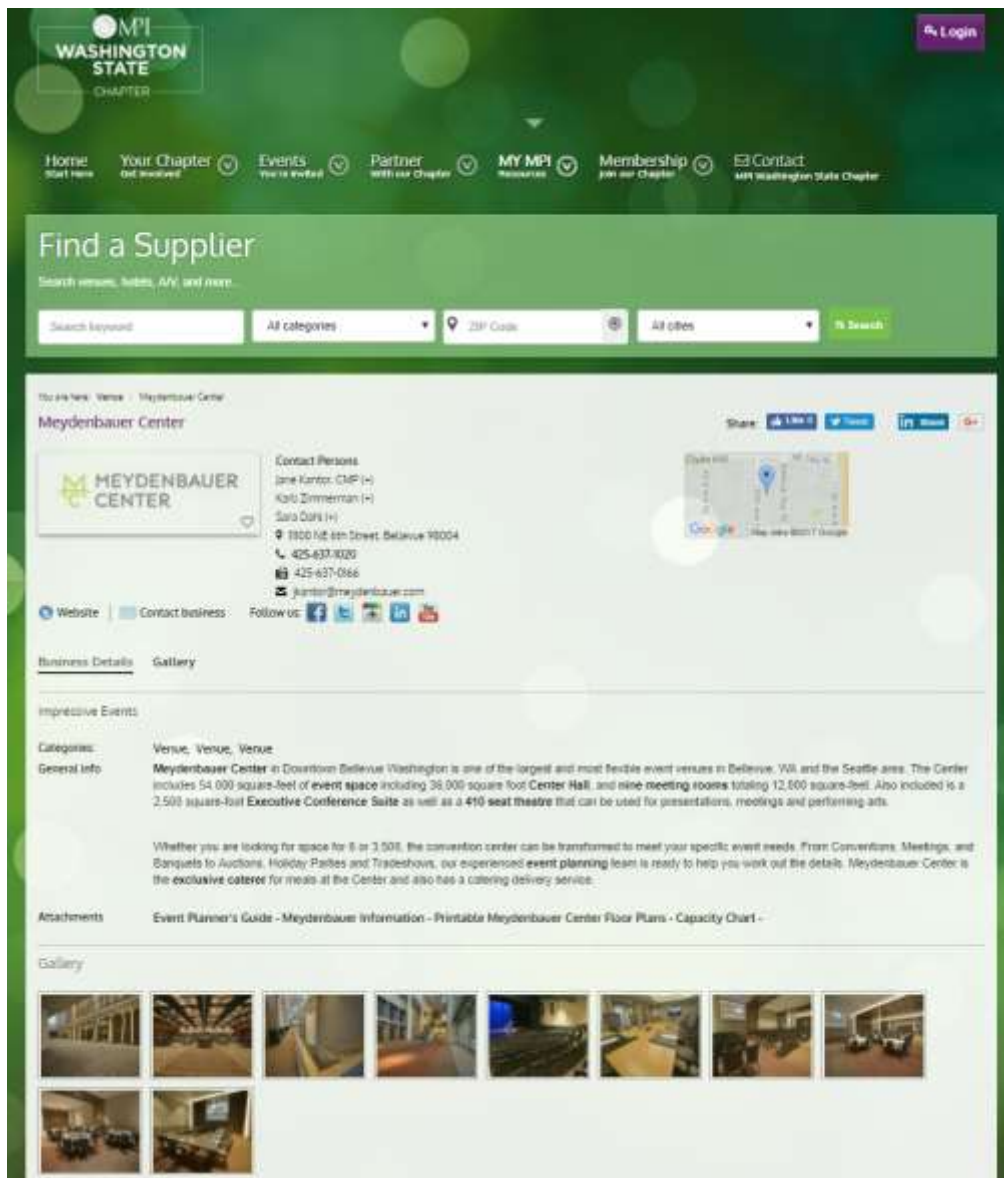 MPI
WASHINGTON
STATE
CHAPTER
Login
Home
Start Here
Your Chapter
Get Involved
Events
You're Invited
Partner
With our Chapter
MY MPI
Resources
Membership
Join our Chapter
Contact
MPI Washington State Chapter
Find a Supplier
Search venues, hotels, A/V, and more...
Search keyword
All categories
ZIP Code
All cities
Search
You are here: Venue Meydenbauer Center
Meydenbauer Center
Share:
Like 0
Tweet
in Share
G+
MEYDENBAUER
CENTER
Contact Persons
Jane Kantor, CMP (+)
Zimmerman (+)
Sara (+)
NE 6th Street, Bellevue 98004
425-637-1020
425-637-0166
jkantor@meydenbauer.com
Google
Map data ©2017 Google
Website | Contact business Follow us:
Business Details Gallery
Impressive Events
Categories: Venue, Venue, Venue
General Info Meydenbauer Center in Downtown Bellevue Washington is one of the largest and most flexible event venues in Bellevue, WA and the Seattle area. The Center
includes 54,000 square-feet of event space including 36,000 square foot Center Hall, and nine meeting rooms totaling 12,000 square-feet. Also included is a
2,500 square-foot Executive Conference Suite as well as a 410 seat theatre that can be used for presentations, meetings and performing arts.
Whether you are looking for space for 6 or 3,500, the convention center can be transformed to meet your specific event needs. From Conventions, Meetings, and
Banquets to Auctions, Holiday Parties and Tradeshows, our experienced event planning team is ready to help you work out the details. Meydenbauer Center is
the exclusive caterer for meals at the Center and also has a catering delivery service.
Attachments Event Planner's Guide - Meydenbauer Information - Printable Meydenbauer Center Floor Plans - Capacity Chart -
Gallery